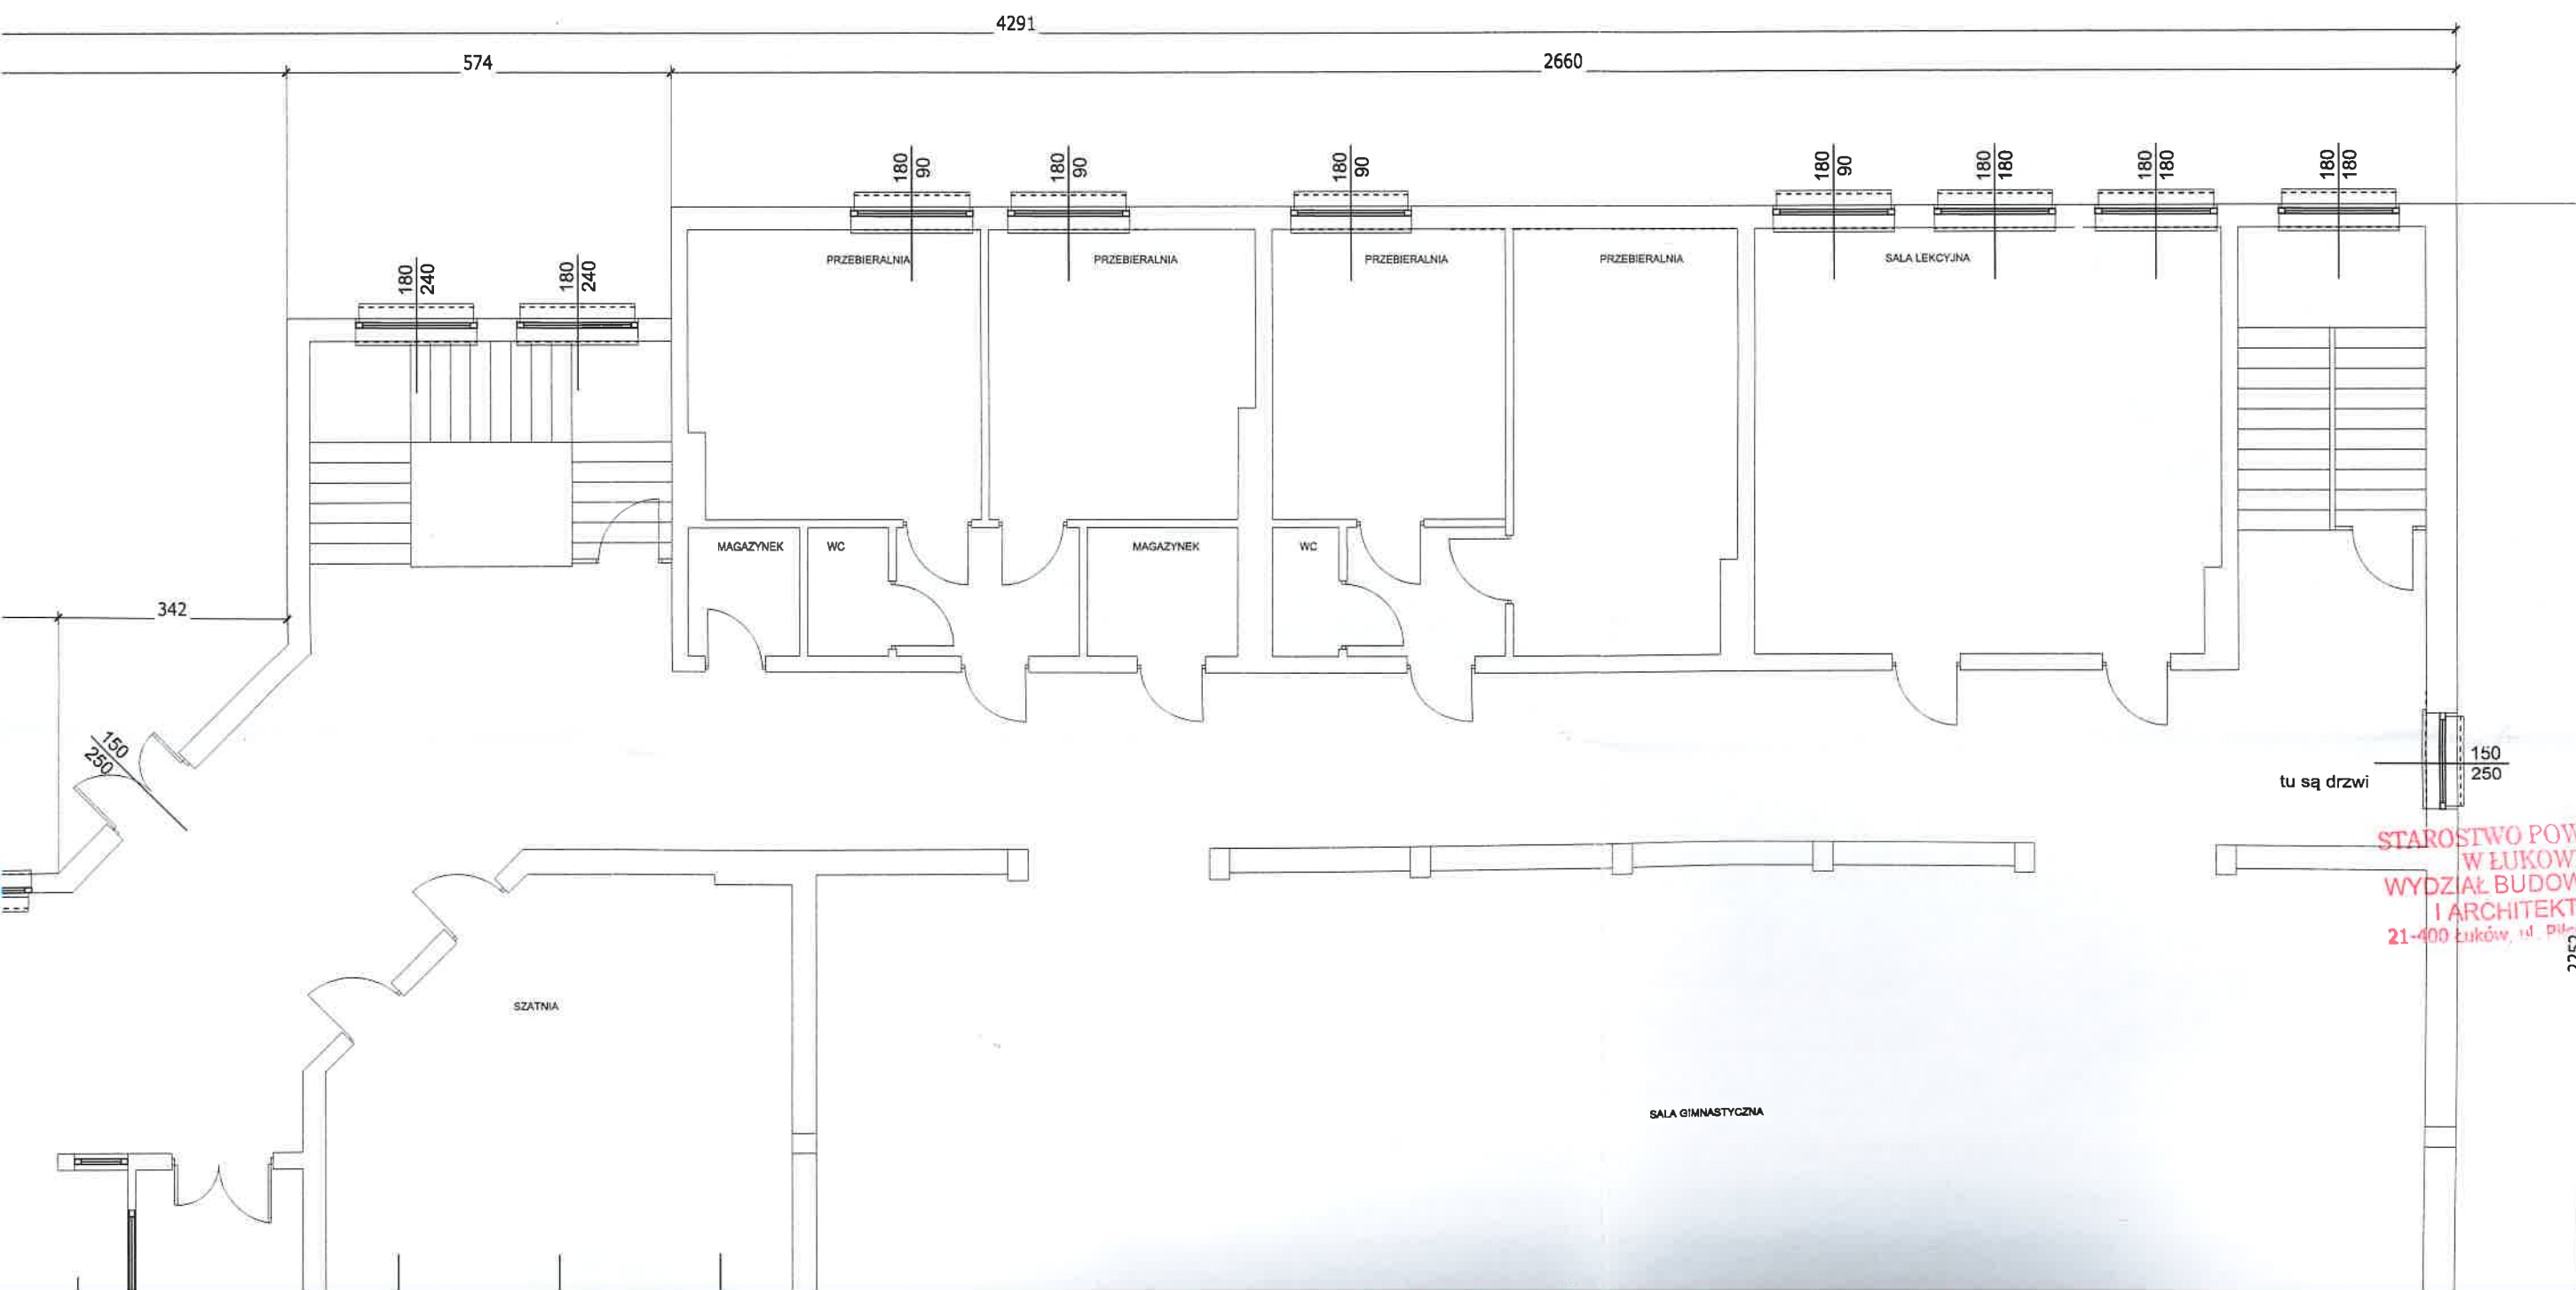 4291
574
2660
180
90
180
90
180
90
180
90
180
180
180
180
180
180
180
240
180
240
PRZEBIERALNIA
PRZEBIERALNIA
PRZEBIERALNIA
PRZEBIERALNIA
SALA LEKCYJNA
MAGAZYNEK
WC
MAGAZYNEK
WC
342
150
250
150
250
tu są drzwi
STAROSTWO POW
W ŁUKOW
WYDZIAŁ BUDOW
I ARCHITEKT
21-400 Łuków, ul. Pił
2252
SZATNIA
SALA GIMNASTYCZNA